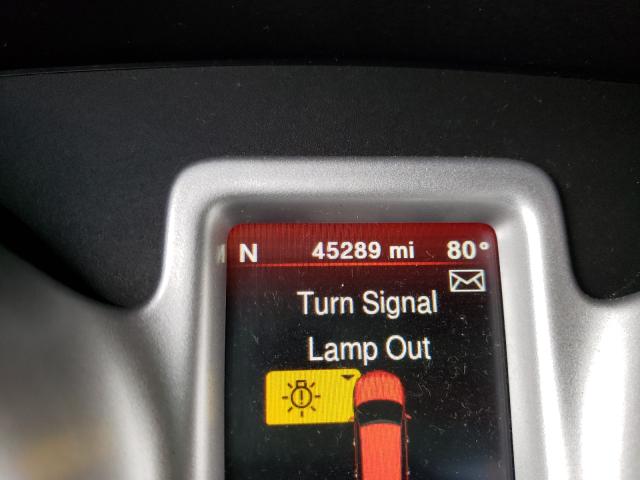 N 45289 mi 80°
Turn Signal
Lamp Out